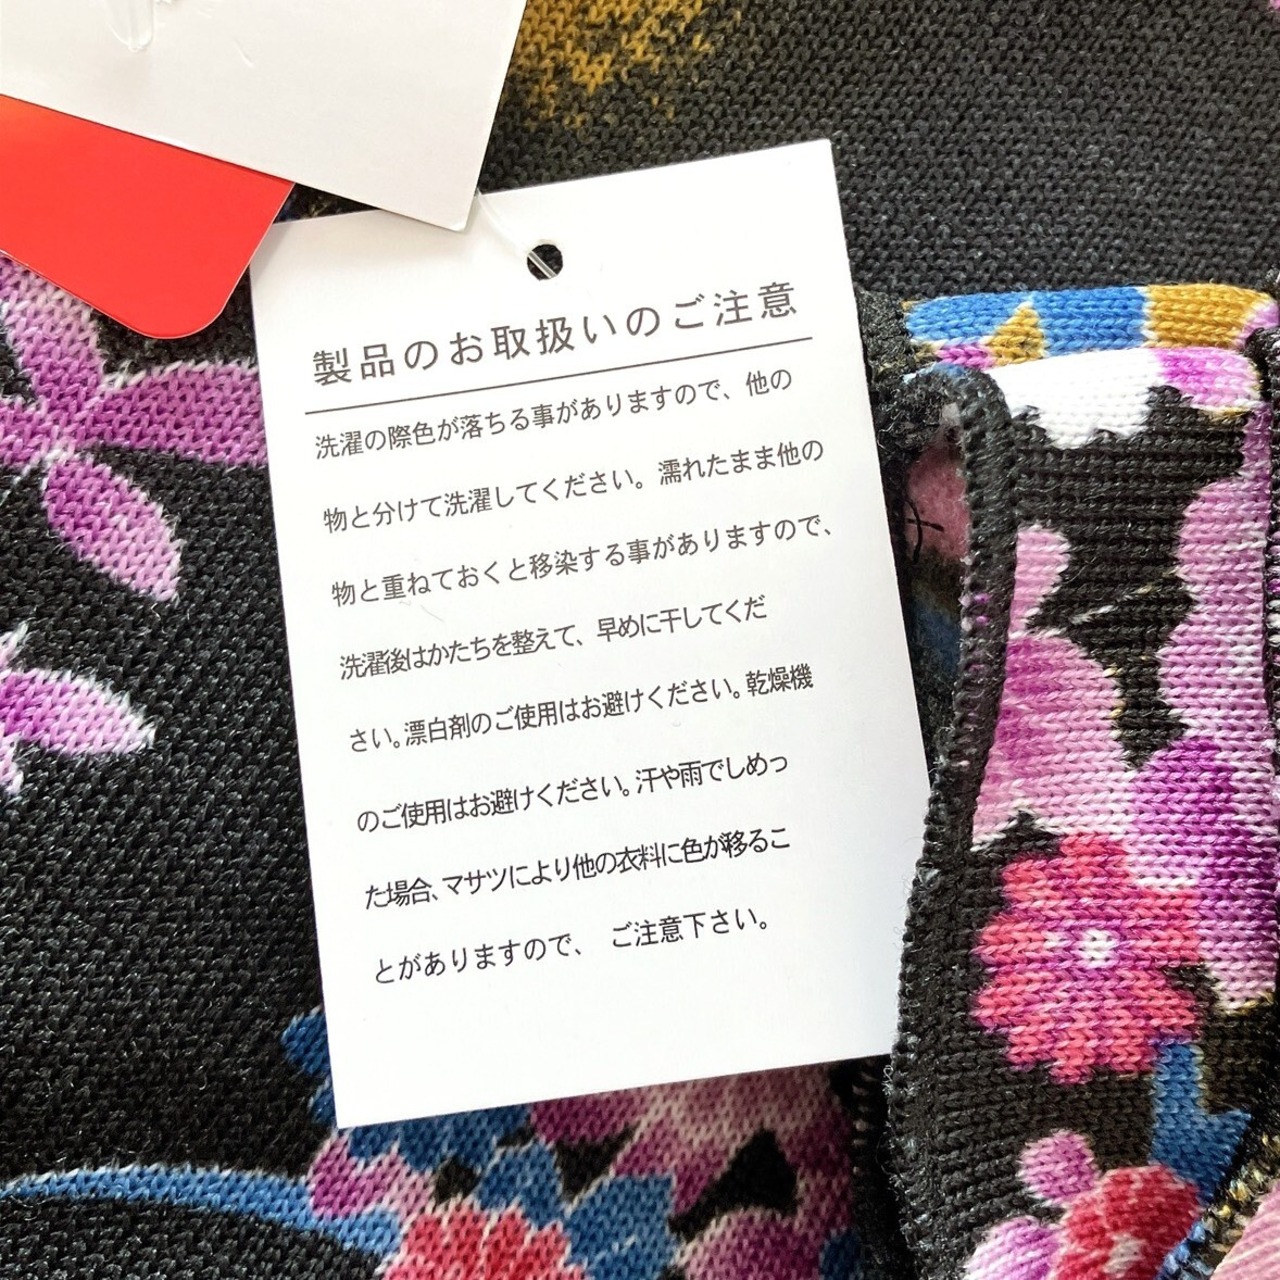 製品のお取扱いのご注意
洗濯の際色が落ちる事がありますので、他の
物と分けて洗濯してください。濡れたまま他の
物と重ねておくと移染する事がありますので、
洗濯後はかたちを整えて、早めに干してくだ
さい。漂白剤のご使用はお避けください。乾燥機
のご使用はお避けください。汗や雨でしめっ
た場合、マサツにより他の衣料に色が移るこ
とがありますので、 ご注意下さい。